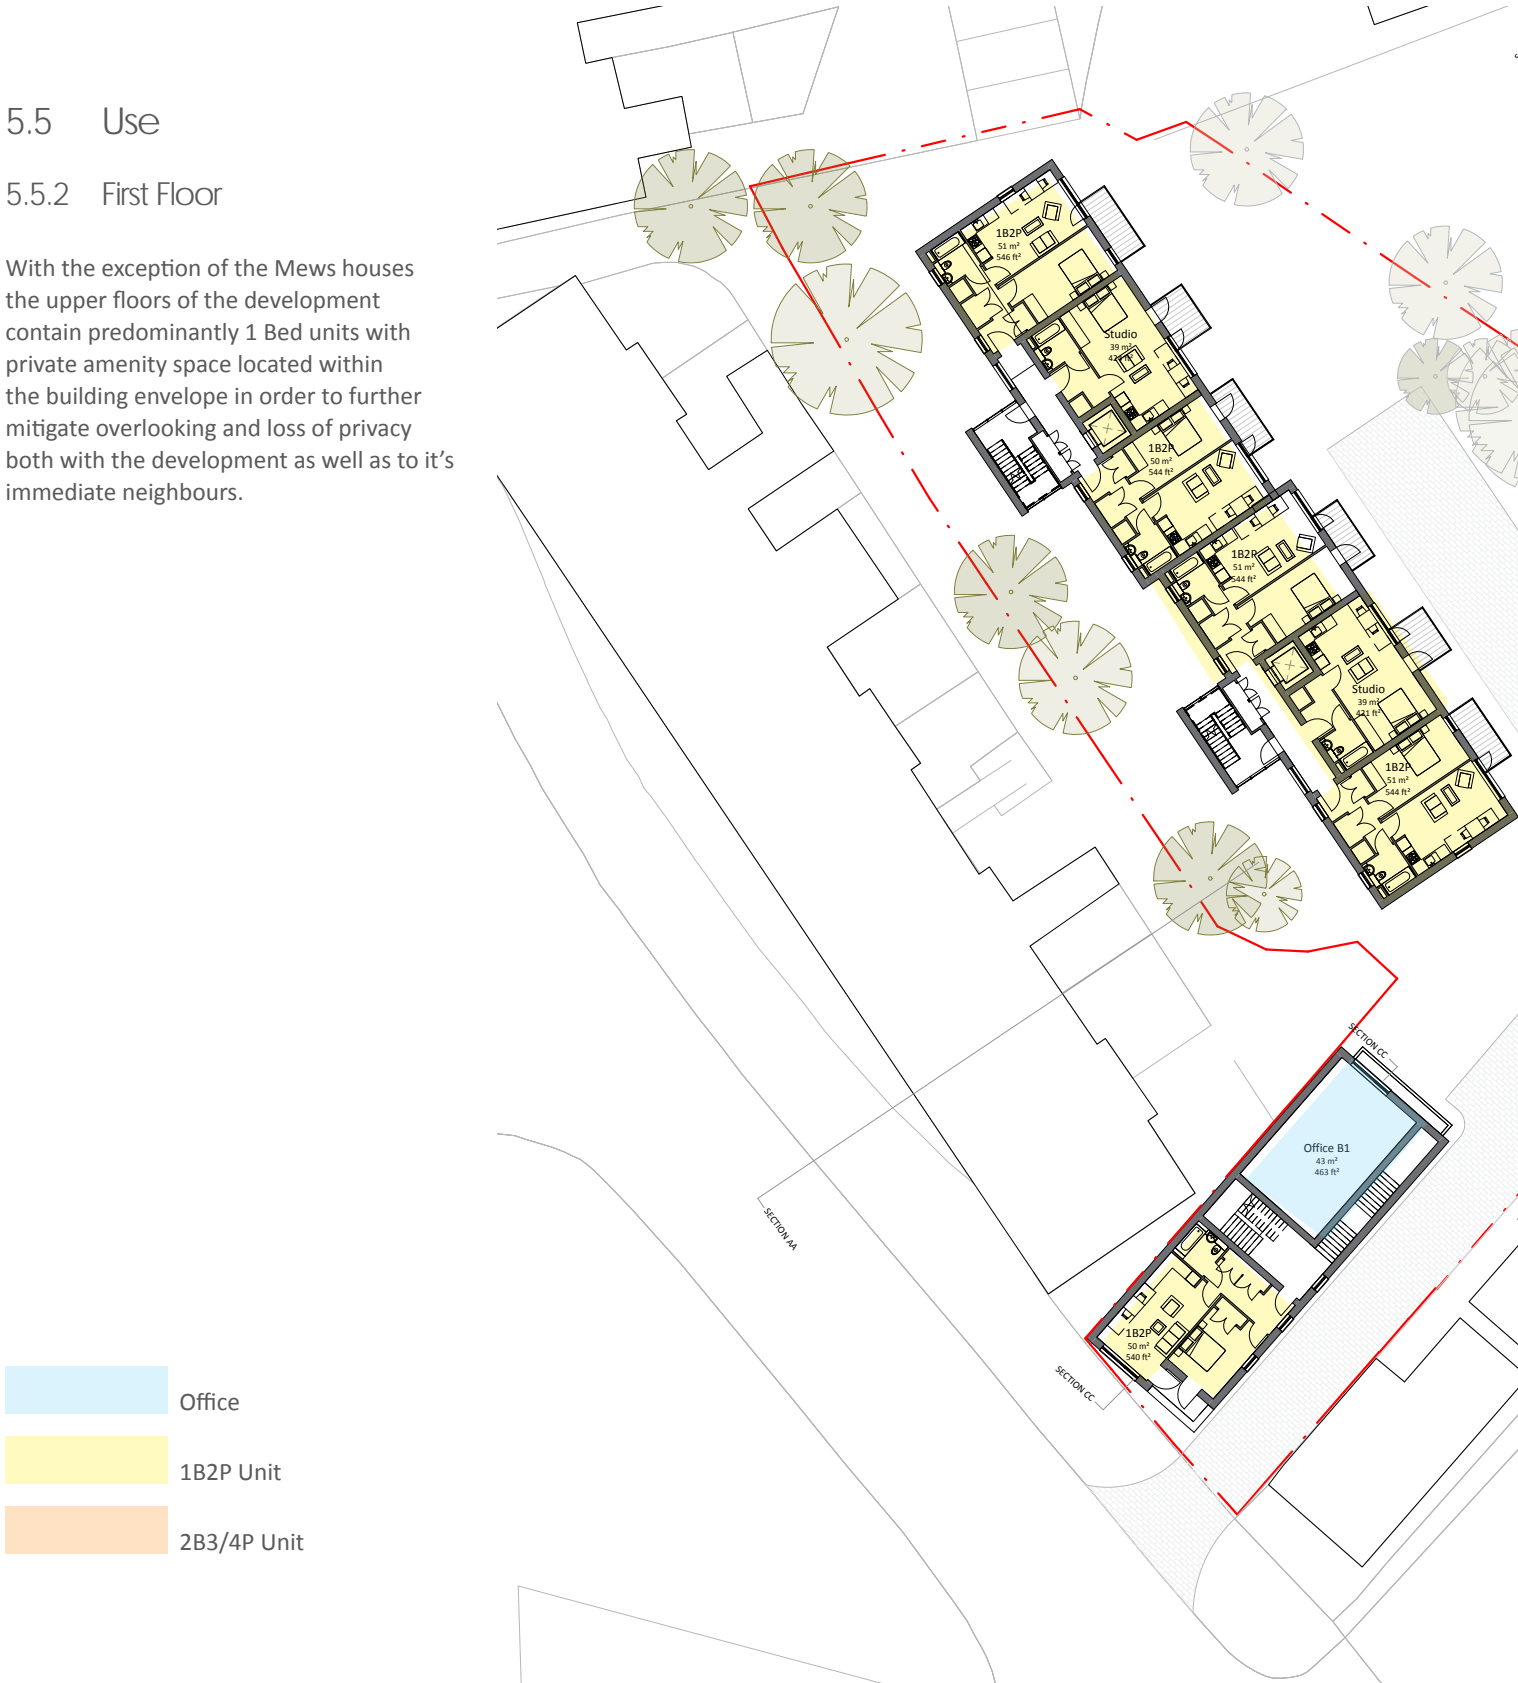 5.5 Use
5.5.2 First Floor
With the exception of the Mews houses
the upper floors of the development
contain predominantly 1 Bed units with
private amenity space located within
the building envelope in order to further
mitigate overlooking and loss of privacy
both with the development as well as to it's
immediate neighbours.
1B2P
51 m²
546 ft²
Studio
39 m²
1B2P
50 m²
544 ft²
1B2P
51 m²
544 ft²
Studio
39 m²
421 ft²
1B2P
51 m²
544 ft²
SECTION CC
Office B1
43 m²
463 ft²
SECTION AA
1B2P
50 m²
540 ft²
SECTION CC
Office
1B2P Unit
2B3/4P Unit